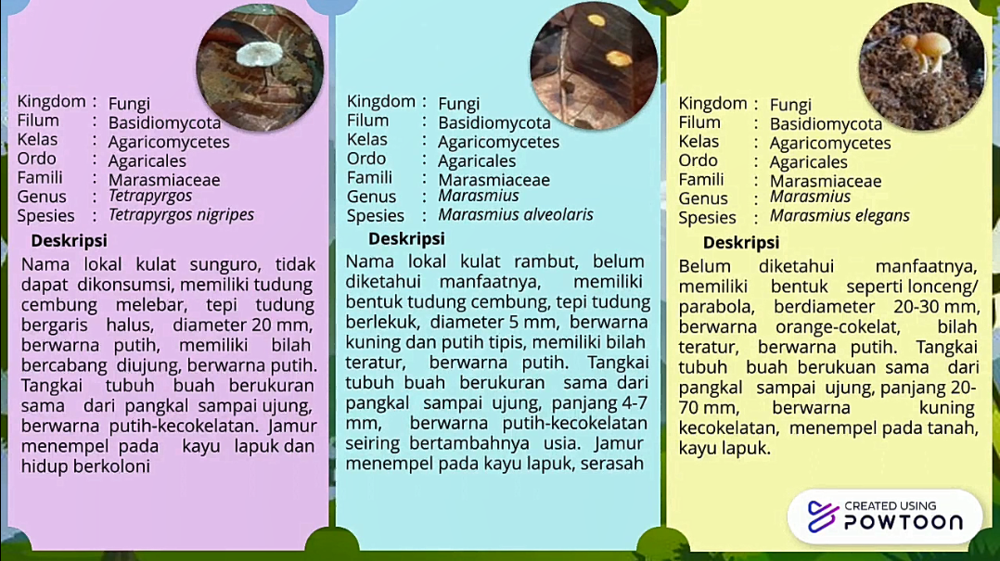 Kingdom : Fungi
Filum : Basidiomycota
Kelas : Agaricomycetes
Ordo : Agaricales
Famili : Marasmiaceae
Genus : Tetrapyrgos
Spesies : Tetrapyrgos nigripes
Deskripsi
Nama lokal kulat sunguro, tidak
dapat dikonsumsi, memiliki tudung
cembung melebar, tepi tudung
bergaris halus, diameter 20 mm,
berwarna putih, memiliki bilah
bercabang diujung, berwarna putih.
Tangkai tubuh buah berukuran
sama dari pangkal sampai ujung,
berwarna putih-kecokelatan. Jamur
menempel pada kayu lapuk dan
hidup berkoloni
Kingdom : Fungi
Filum : Basidiomycota
Kelas : Agaricomycetes
Ordo : Agaricales
Famili : Marasmiaceae
Genus : Marasmius
Spesies : Marasmius alveolaris
Deskripsi
Nama lokal kulat rambut, belum
diketahui manfaatnya, memiliki
bentuk tudung cembung, tepi tudung
berlekuk, diameter 5 mm, berwarna
kuning dan putih tipis, memiliki bilah
teratur, berwarna putih. Tangkai
tubuh buah berukuran sama dari
pangkal sampai ujung, panjang 4-7
mm, berwarna putih-kecokelatan
seiring bertambahnya usia. Jamur
menempel pada kayu lapuk, serasah
Kingdom : Fungi
Filum : Basidiomycota
Kelas : Agaricomycetes
Ordo : Agaricales
Famili : Marasmiaceae
Genus : Marasmius
Spesies : Marasmius elegans
Deskripsi
Belum diketahui manfaatnya,
memiliki bentuk seperti lonceng/
parabola, berdiameter 20-30 mm,
berwarna orange-cokelat, bilah
teratur, berwarna putih. Tangkai
tubuh buah berukuan sama dari
pangkal sampai ujung, panjang 20-
70 mm, berwarna kuning
kecokelatan, menempel pada tanah,
kayu lapuk.
CREATED USING
POWTOON